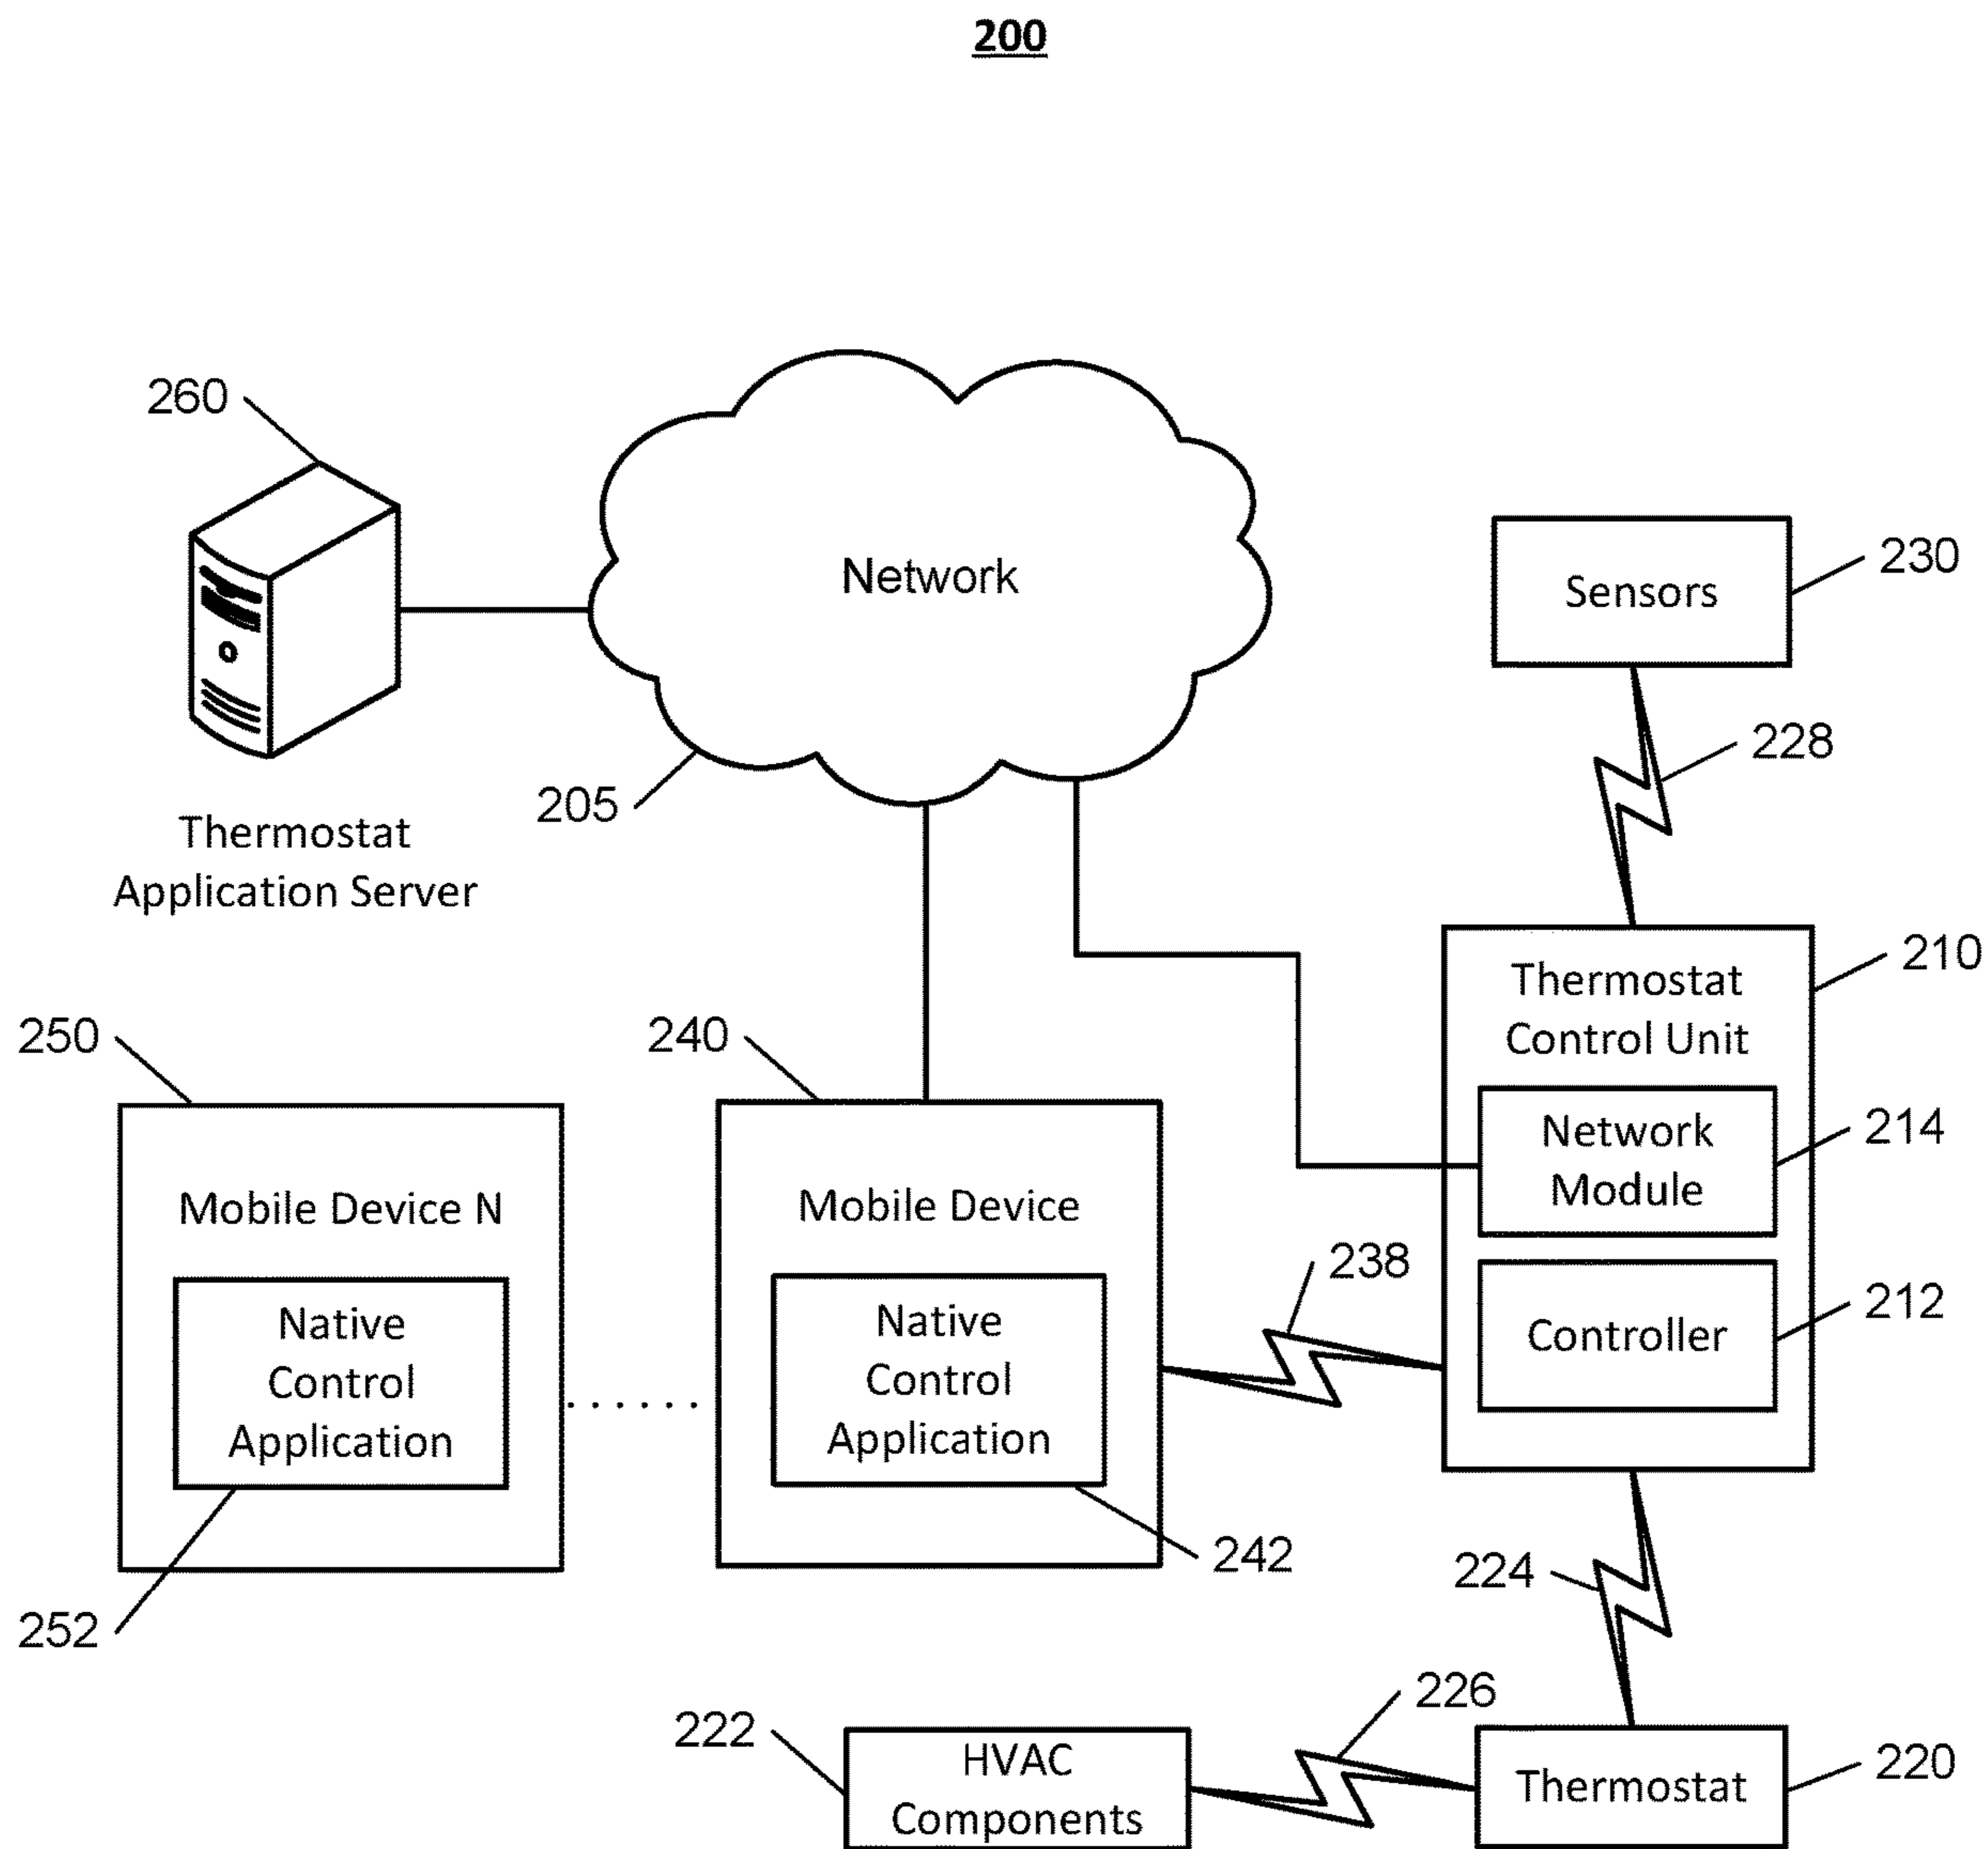 200
260
Network
Sensors
230
228
205
Thermostat
Application Server
210
Thermostat
Control Unit
250
240
Network
Module
214
Mobile Device N
Mobile Device
238
Controller
212
Native
Control
Application
Native
Control
Application
......
242
252
224
226
222
HVAC
Components
Thermostat
220